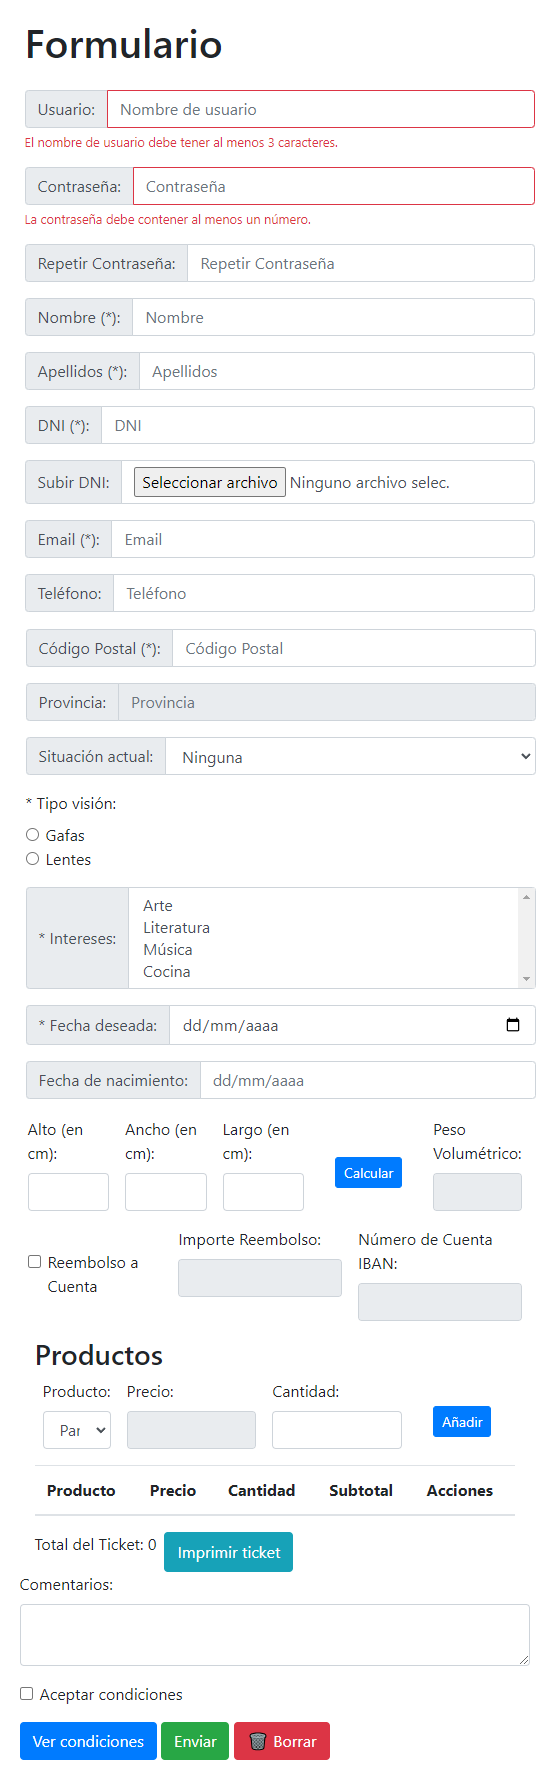 Formulario
Usuario: Nombre de usuario
El nombre de usuario debe tener al menos 3 caracteres.
Contraseña: Contraseña
La contraseña debe contener al menos un número.
Repetir Contraseña: Repetir Contraseña
Nombre (*): Nombre
Apellidos (*): Apellidos
DNI (*): DNI
Subir DNI: Seleccionar archivo Ninguno archivo selec.
Email (*): Email
Teléfono: Teléfono
Código Postal (*): Código Postal
Provincia: Provincia
Situación actual: Ninguna
* Tipo visión:
Gafas
Lentes
* Intereses:
Arte
Literatura
Música
Cocina
* Fecha deseada: dd/mm/aaaa
Fecha de nacimiento: dd/mm/aaaa
Alto (en
cm):
Ancho (en
cm):
Largo (en
cm):
Calcular
Peso
Volumétrico:
Reembolso a
Cuenta
Importe Reembolso:
Número de Cuenta
IBAN:
Productos
Producto: Precio: Cantidad:
Par
Añadir
Producto Precio Cantidad Subtotal Acciones
Total del Ticket: 0 Imprimir ticket
Comentarios:
Aceptar condiciones
Ver condiciones Enviar Borrar